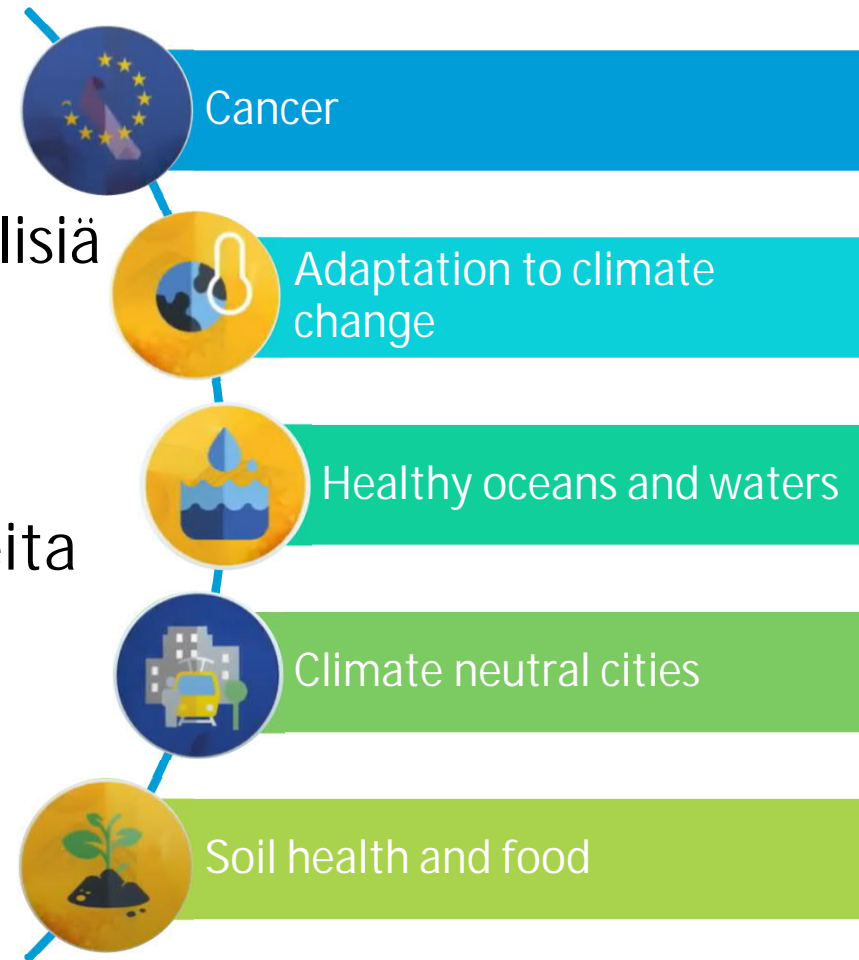 Cancer
lisiä
Adaptation to climate
change
Healthy oceans and waters
ita
Climate neutral cities
Soil health and food